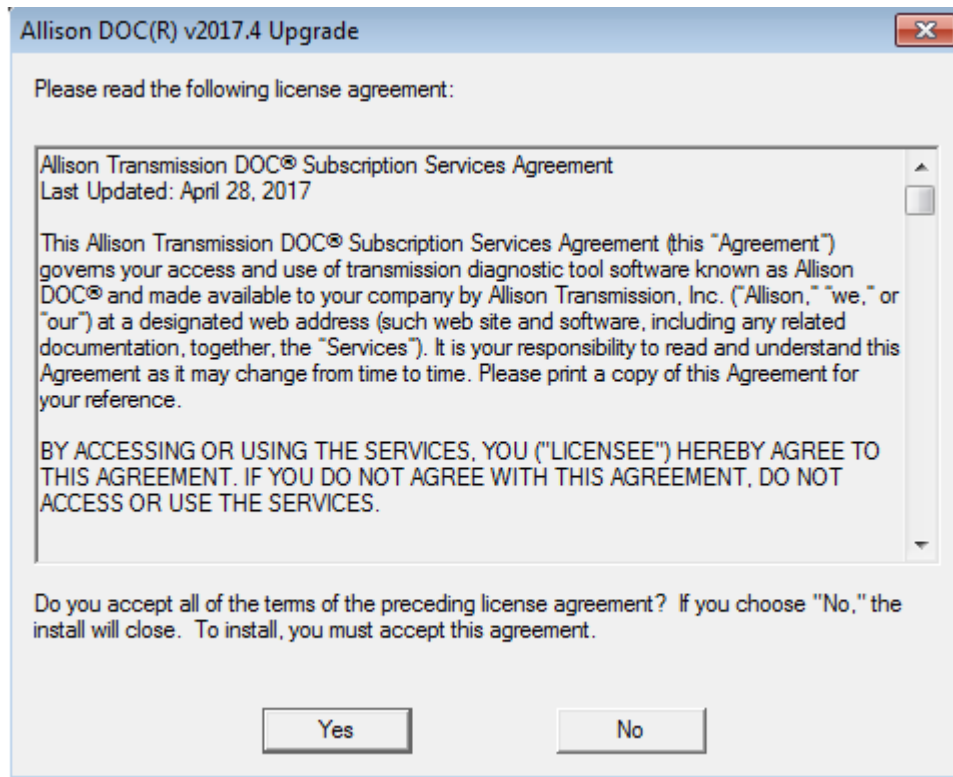 Allison DOC(R) v2017.4 Upgrade
Please read the following license agreement:
Allison Transmission DOC® Subscription Services Agreement
Last Updated: April 28, 2017
This Allison Transmission DOC® Subscription Services Agreement (this "Agreement")
governs your access and use of transmission diagnostic tool software known as Allison
DOC® and made available to your company by Allison Transmission, Inc. ("Allison," "we," or
"our") at a designated web address (such web site and software, including any related
documentation, together, the "Services"). It is your responsibility to read and understand this
Agreement as it may change from time to time. Please print a copy of this Agreement for
your reference.
BY ACCESSING OR USING THE SERVICES, YOU ("LICENSEE") HEREBY AGREE TO
THIS AGREEMENT. IF YOU DO NOT AGREE WITH THIS AGREEMENT, DO NOT
ACCESS OR USE THE SERVICES.
Do you accept all of the terms of the preceding license agreement?  If you choose "No," the
install will close.  To install, you must accept this agreement.
Yes
No